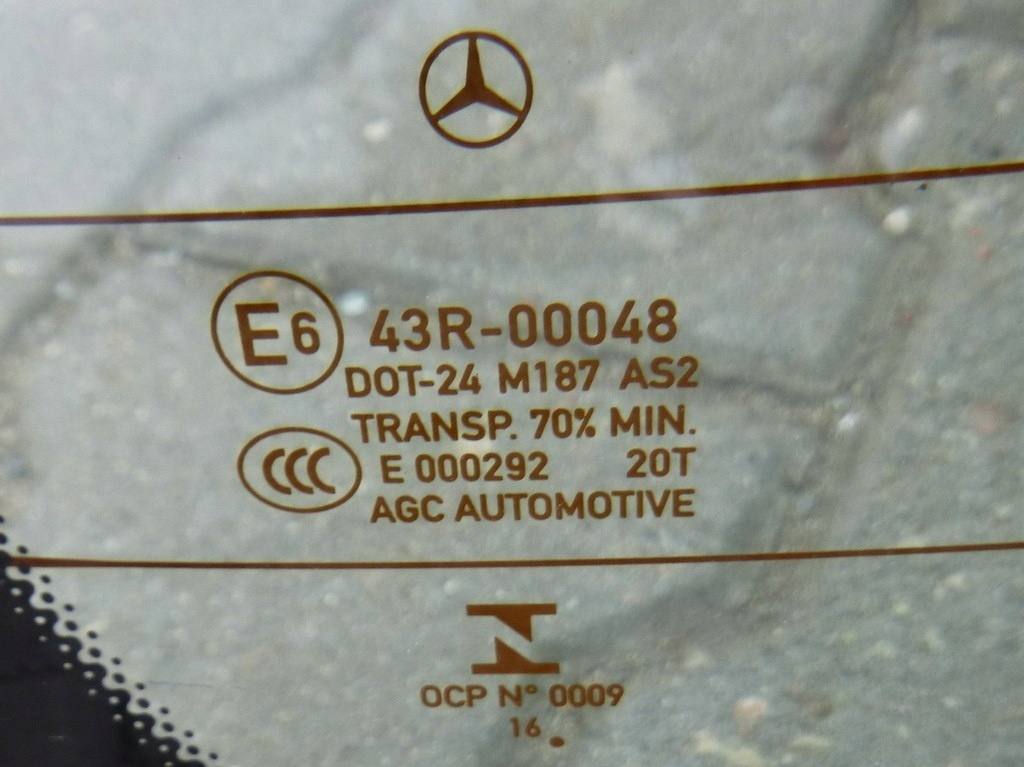 E6 43R-00048
DOT-24 M187 AS2
TRANSP. 70% MIN.
CCC E 000292 20T
AGC AUTOMOTIVE
OCP N° 0009
16